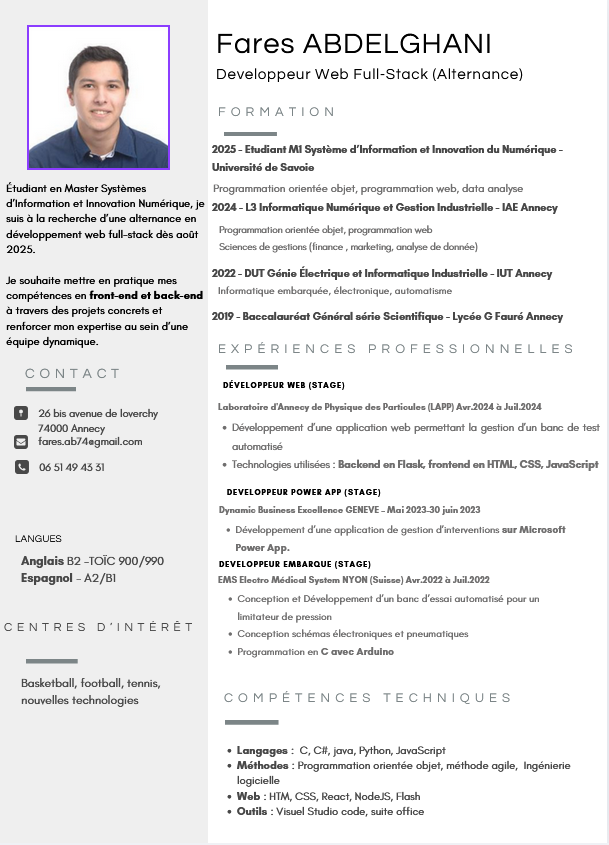 Fares ABDELGHANI
Developpeur Web Full-Stack (Alternance)
Étudiant en Master Systèmes
d'Information et Innovation Numérique, je
suis à la recherche d'une alternance en
développement web full-stack dès août
2025.
Je souhaite mettre en pratique mes
compétences en front-end et back-end
à travers des projets concrets et
renforcer mon expertise au sein d'une
équipe dynamique.
CONTACT
26 bis avenue de loverchy
74000 Annecy
fares.ab74@gmail.com
06 51 49 43 31
LANGUES
Anglais B2 -TOÏC 900/990
Espagnol - A2/B1
CENTRES D'INTÉRÊT
Basketball, football, tennis,
nouvelles technologies
FORMATION
2025 - Etudiant M1 Système d'Information et Innovation du Numérique -
Université de Savoie
Programmation orientée objet, programmation web, data analyse
2024 - L3 Informatique Numérique et Gestion Industrielle - IAE Annecy
Programmation orientée objet, programmation web
Sciences de gestions (finance , marketing, analyse de donnée)
2022 - DUT Génie Électrique et Informatique Industrielle - IUT Annecy
Informatique embarquée, électronique, automatisme
2019 - Baccalauréat Général série Scientifique - Lycée G Fauré Annecy
EXPÉRIENCES PROFESSIONNELLES
DÉVELOPPEUR WEB (STAGE)
Laboratoire d'Annecy de Physique des Particules (LAPP) Avr.2024 à Juil.2024
• Développement d'une application web permettant la gestion d'un banc de test
automatisé
• Technologies utilisées : Backend en Flask, frontend en HTML, CSS, JavaScript
DEVELOPPEUR POWER APP (STAGE)
Dynamic Business Excellence GENEVE - Mai 2023-30 juin 2023
• Développement d'une application de gestion d'interventions sur Microsoft
Power App.
DEVELOPPEUR EMBARQUE (STAGE)
EMS Electro Médical System NYON (Suisse) Avr.2022 à Juil.2022
• Conception et Développement d'un banc d'essai automatisé pour un
limitateur de pression
• Conception schémas électroniques et pneumatiques
• Programmation en C avec Arduino
COMPÉTENCES TECHNIQUES
• Langages : C, C#, java, Python, JavaScript
• Méthodes : Programmation orientée objet, méthode agile, Ingénierie
logicielle
• Web : HTM, CSS, React, NodeJS, Flash
• Outils : Visuel Studio code, suite office